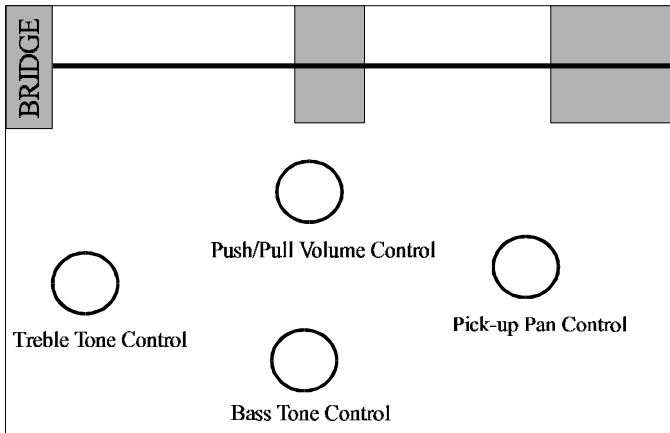 BRIDGE
Push/Pull Volume Control
Pick-up Pan Control
Treble Tone Control
Bass Tone Control